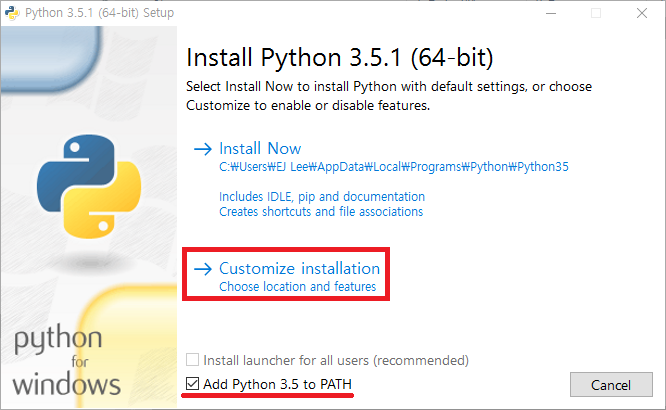 Python 3.5.1 (64-bit) Setup
Install Python 3.5.1 (64-bit)
Select Install Now to install Python with default settings, or choose
Customize to enable or disable features.
Install Now
C:₩Users₩EJ Lee₩AppData₩Local₩Programs₩Python₩Python35
Includes IDLE, pip and documentation
Creates shortcuts and file associations
Customize installation
Choose location and features
python
for
windows
Install launcher for all users (recommended)
Add Python 3.5 to PATH
Cancel